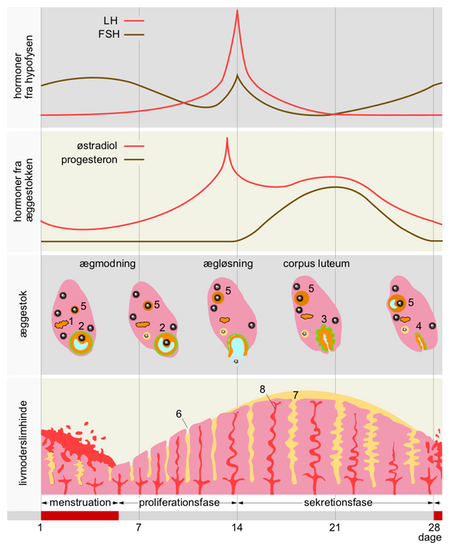 LH
FSH
hormoner
fra hypofysen
østradiol
progesteron
hormoner fra
æggestokken
ægmodning
ægløsning
corpus luteum
æggestok
1
2
5
2
5
5
3
5
4
5
6
8
7
livmoderslimhinde
menstruation
proliferationsfase
sekretionsfase
1
7
14
21
28
dage